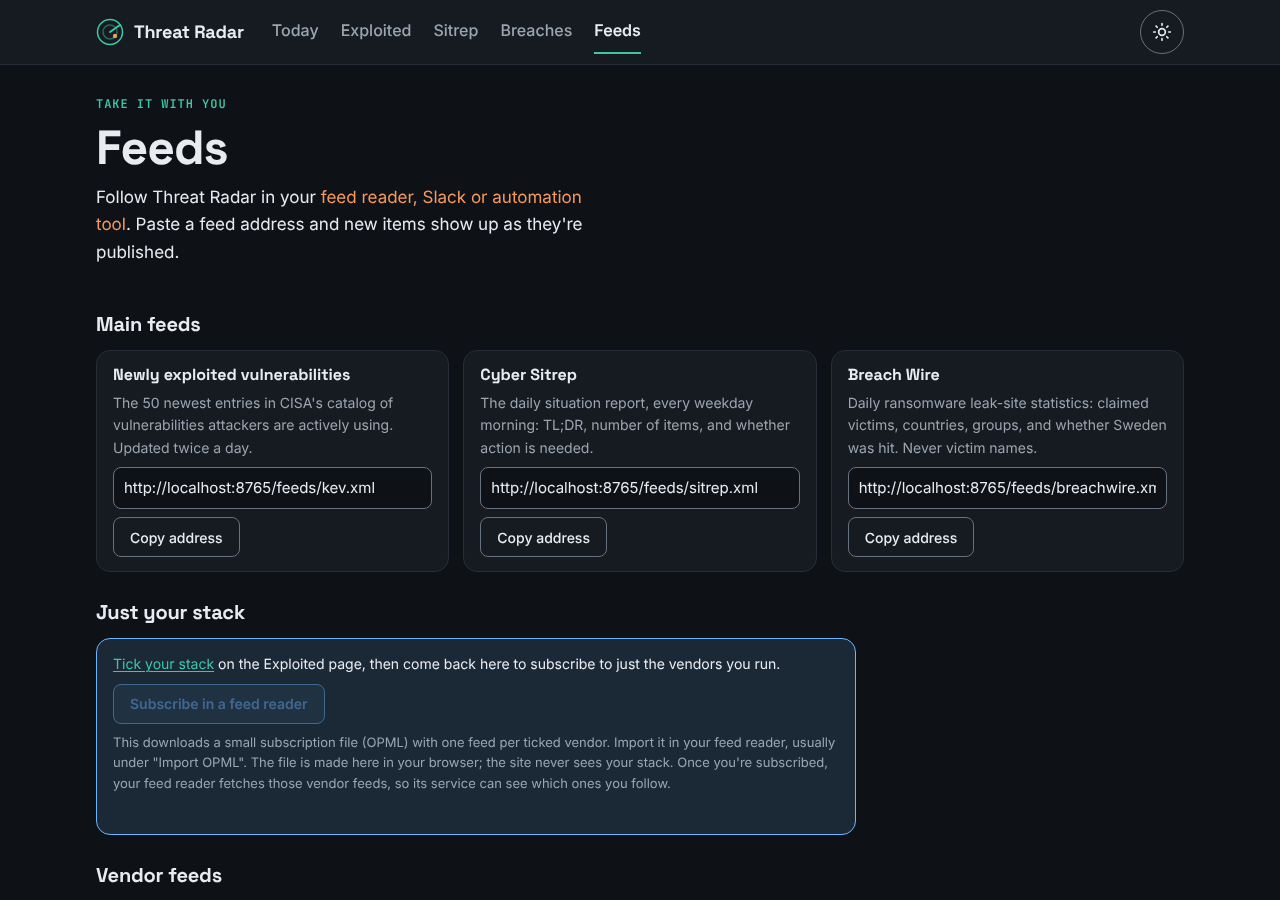 Threat Radar
Today
Exploited
Sitrep
Breaches
Feeds
TAKE IT WITH YOU
Feeds
Follow Threat Radar in your feed reader, Slack or automation
tool. Paste a feed address and new items show up as they're
published.
Main feeds
Newly exploited vulnerabilities
The 50 newest entries in CISA's catalog of
vulnerabilities attackers are actively using.
Updated twice a day.
http://localhost:8765/feeds/kev.xml
Copy address
Cyber Sitrep
The daily situation report, every weekday
morning: TL;DR, number of items, and whether
action is needed.
http://localhost:8765/feeds/sitrep.xml
Copy address
Breach Wire
Daily ransomware leak-site statistics: claimed
victims, countries, groups, and whether Sweden
was hit. Never victim names.
http://localhost:8765/feeds/breachwire.xm
Copy address
Just your stack
Tick your stack on the Exploited page, then come back here to subscribe to just the vendors you run.
Subscribe in a feed reader
This downloads a small subscription file (OPML) with one feed per ticked vendor. Import it in your feed reader, usually
under "Import OPML". The file is made here in your browser; the site never sees your stack. Once you're subscribed,
your feed reader fetches those vendor feeds, so its service can see which ones you follow.
Vendor feeds